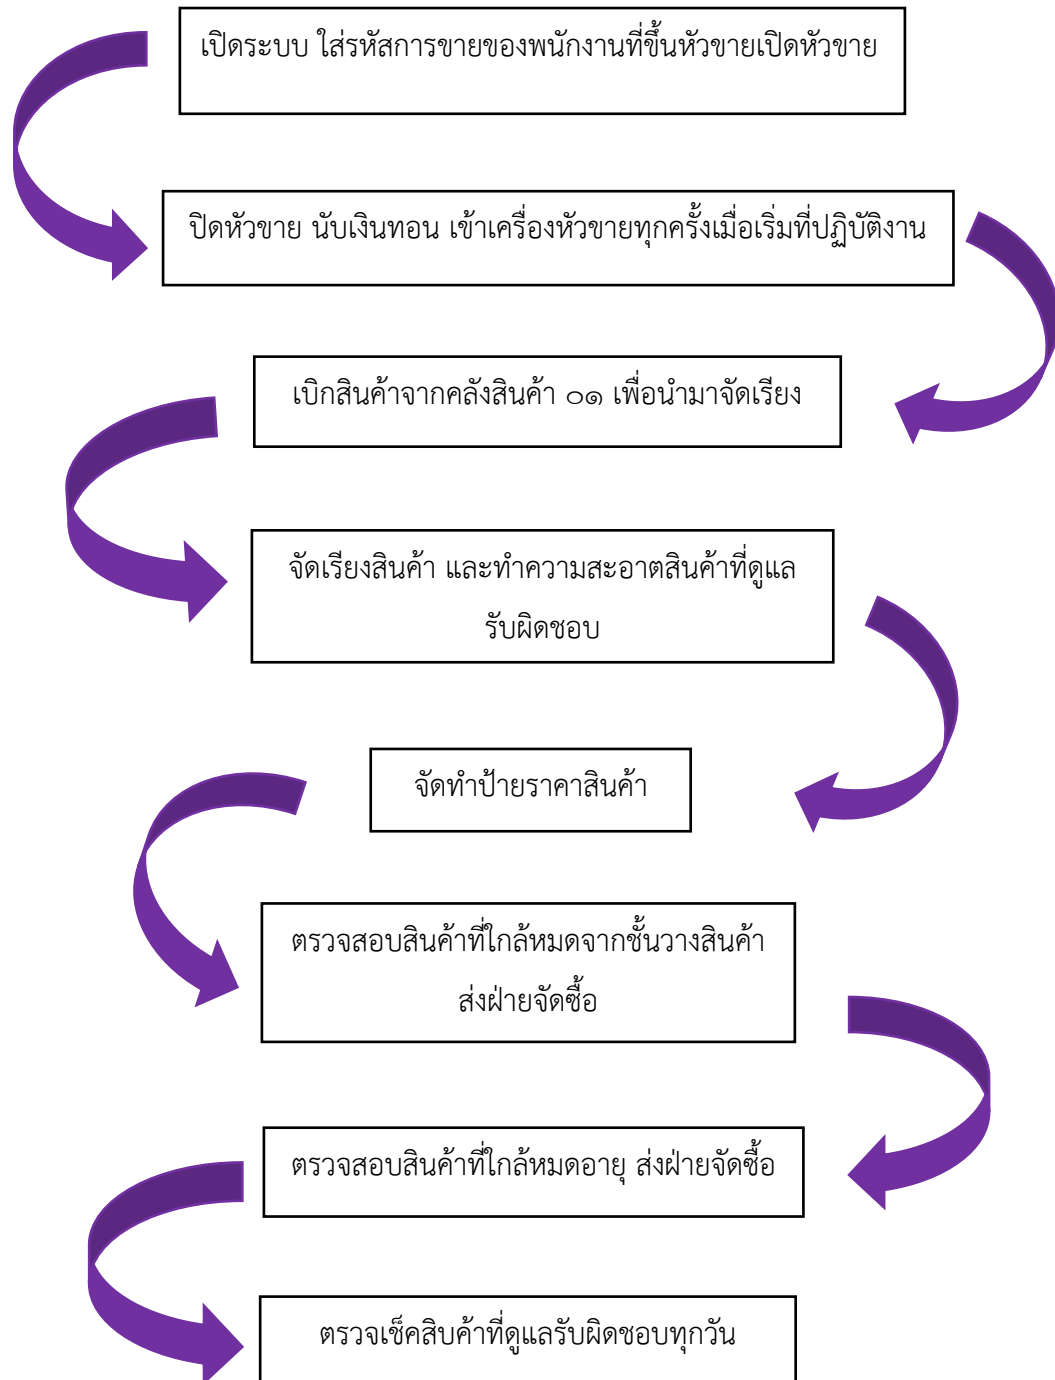 เปิดระบบ ใส่รหัสการขายของพนักงานที่ขึ้นหัวขายเปิดหัวขาย
ปิดหัวขาย นับเงินทอน เข้าเครื่องหัวขายทุกครั้งเมื่อเริ่มที่ปฏิบัติงาน
เบิกสินค้าจากคลังสินค้า ๐๑ เพื่อนำมาจัดเรียง
จัดเรียงสินค้า และทำความสะอาตสินค้าที่ดูแล
รับผิดชอบ
จัดทำป้ายราคาสินค้า
ตรวจสอบสินค้าที่ใกล้หมดจากชั้นวางสินค้า
ส่งฝ่ายจัดซื้อ
ตรวจสอบสินค้าที่ใกล้หมดอายุ ส่งฝ่ายจัดซื้อ
ตรวจเช็คสิบค้าที่ดูแลรับผิดชอบทุกวัน